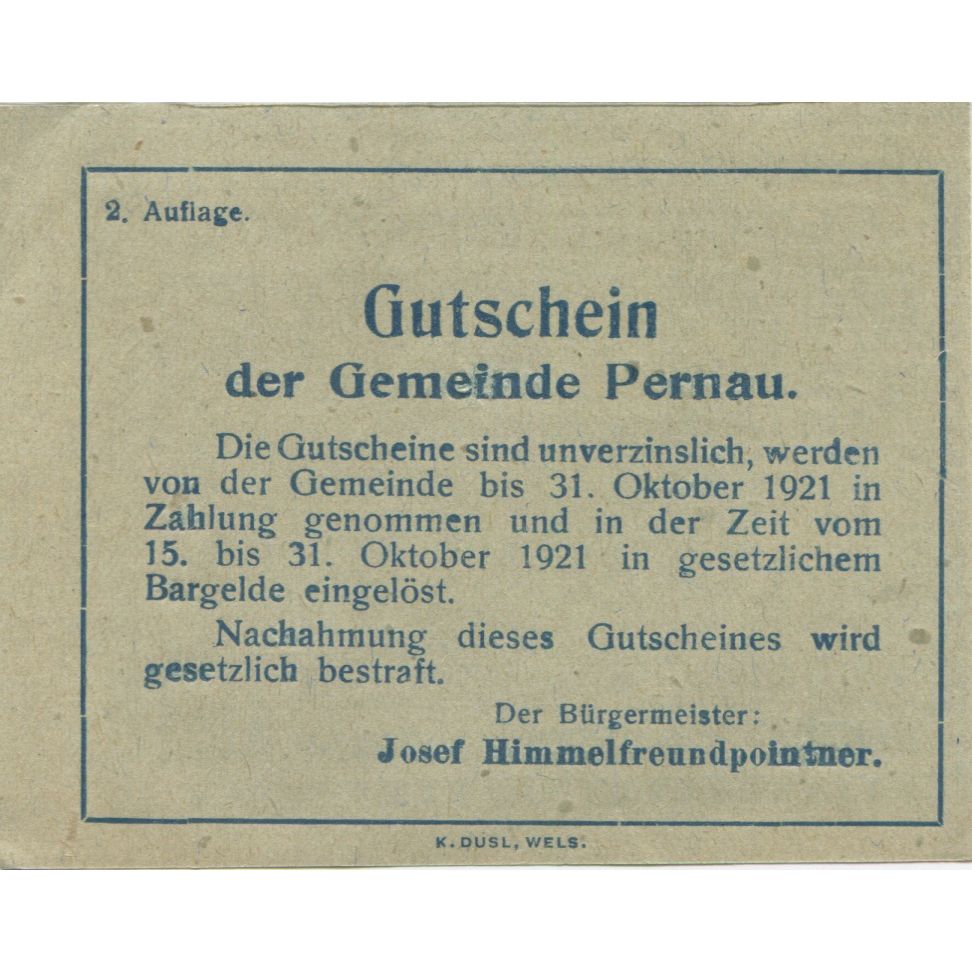 2. Auflage.
Gutschein
der Gemeinde Pernau.
Die Gutscheine sind unverzinslich, werden
von der Gemeinde bis 31. Oktober 1921 in
Zahlung genommen und in der Zeit vom
15. bis 31. Oktober 1921 in gesetzlichem
Bargelde eingelöst.
Nachahmung dieses Gutscheines wird
gesetzlich bestraft.
Der Bürgermeister:
Josef Himmelfreundpointner.
K. DUSL, WELS.